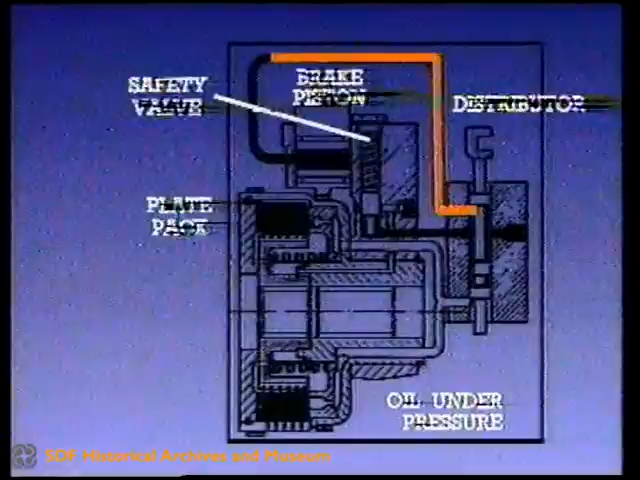 SAFETY
VALVE
BRAKE
PISTON
DISTRIBUTOR
PLATE
PACK
OIL UNDER
PRESSURE
SDF Historical Archives and Museum